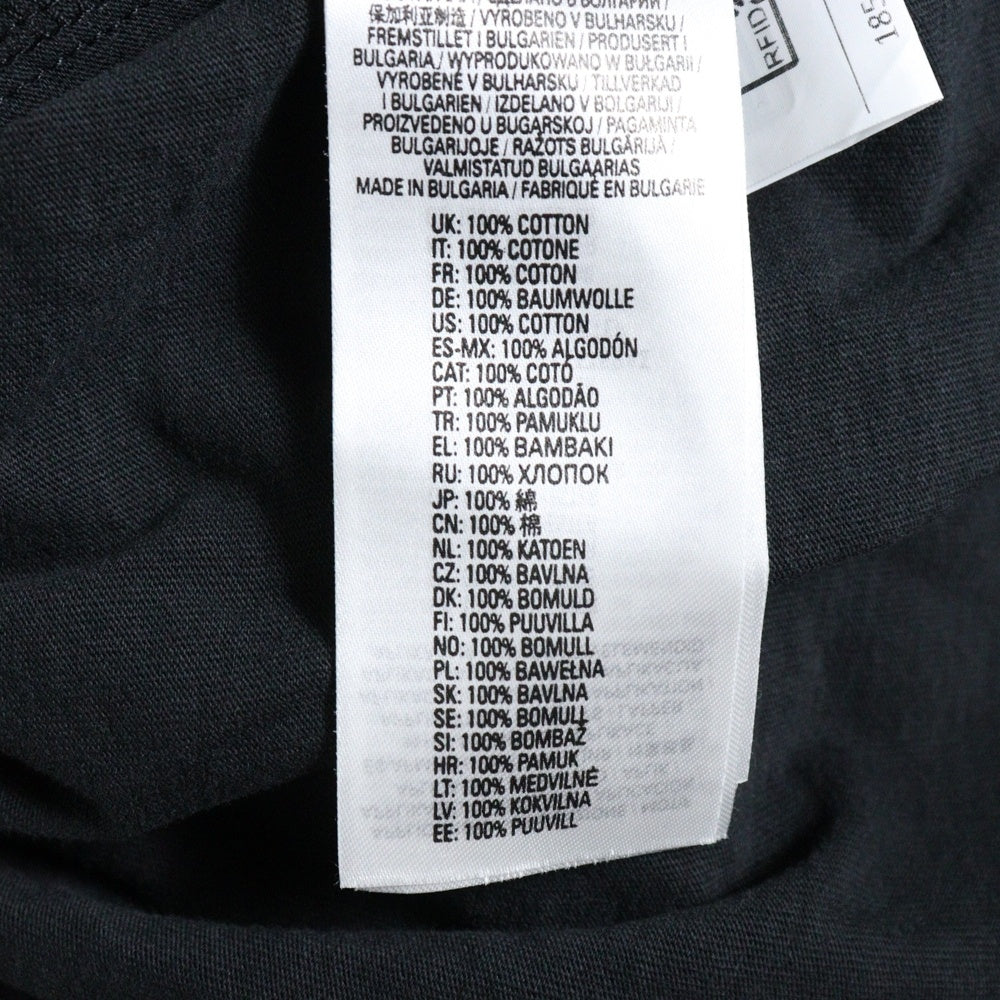 保加利亚制造 / VYROBENO V BULHARSKU /
FREMSTILLET I BULGARIEN / PRODUSERT I
BULGARIA / WYPRODUKOWANO W BUŁGARII /
VYROBENÉ V BULHARSKU / TILLVERKAD
I BULGARIEN / IZDELANO V BOLGARIJI /
PROIZVEDENO U BUGARSKOJ / PAGAMINTA
BULGARIJOJE / RAŽOTS BULGĀRIJĀ /
VALMISTATUD BULGAARIAS
MADE IN BULGARIA / FABRIQUÉ EN BULGARIE
UK: 100% COTTON
IT: 100% COTONE
FR: 100% COTON
DE: 100% BAUMWOLLE
US: 100% COTTON
ES-MX: 100% ALGODÓN
CAT: 100% COTÓ
PT: 100% ALGODÃO
TR: 100% PAMUKLU
EL: 100% ΒΑΜΒΑΚΙ
RU: 100% ХЛОПОК
JP: 100% 綿
CN: 100% 棉
NL: 100% KATOEN
CZ: 100% BAVLNA
DK: 100% BOMULD
FI: 100% PUUVILLA
NO: 100% BOMULL
PL: 100% BAWEŁNA
SK: 100% BAVLNA
SE: 100% BOMULL
SI: 100% BOMBAŽ
HR: 100% PAMUK
LT: 100% MEDVILNĖ
LV: 100% KOKVILNA
EE: 100% PUUVILL
RFID
185